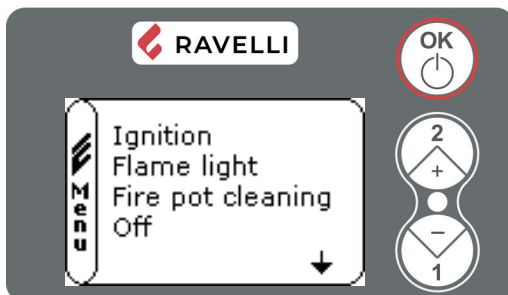 RAVELLI
OK
Menu
Ignition
Flame light
Fire pot cleaning
Off
2
+
−
1